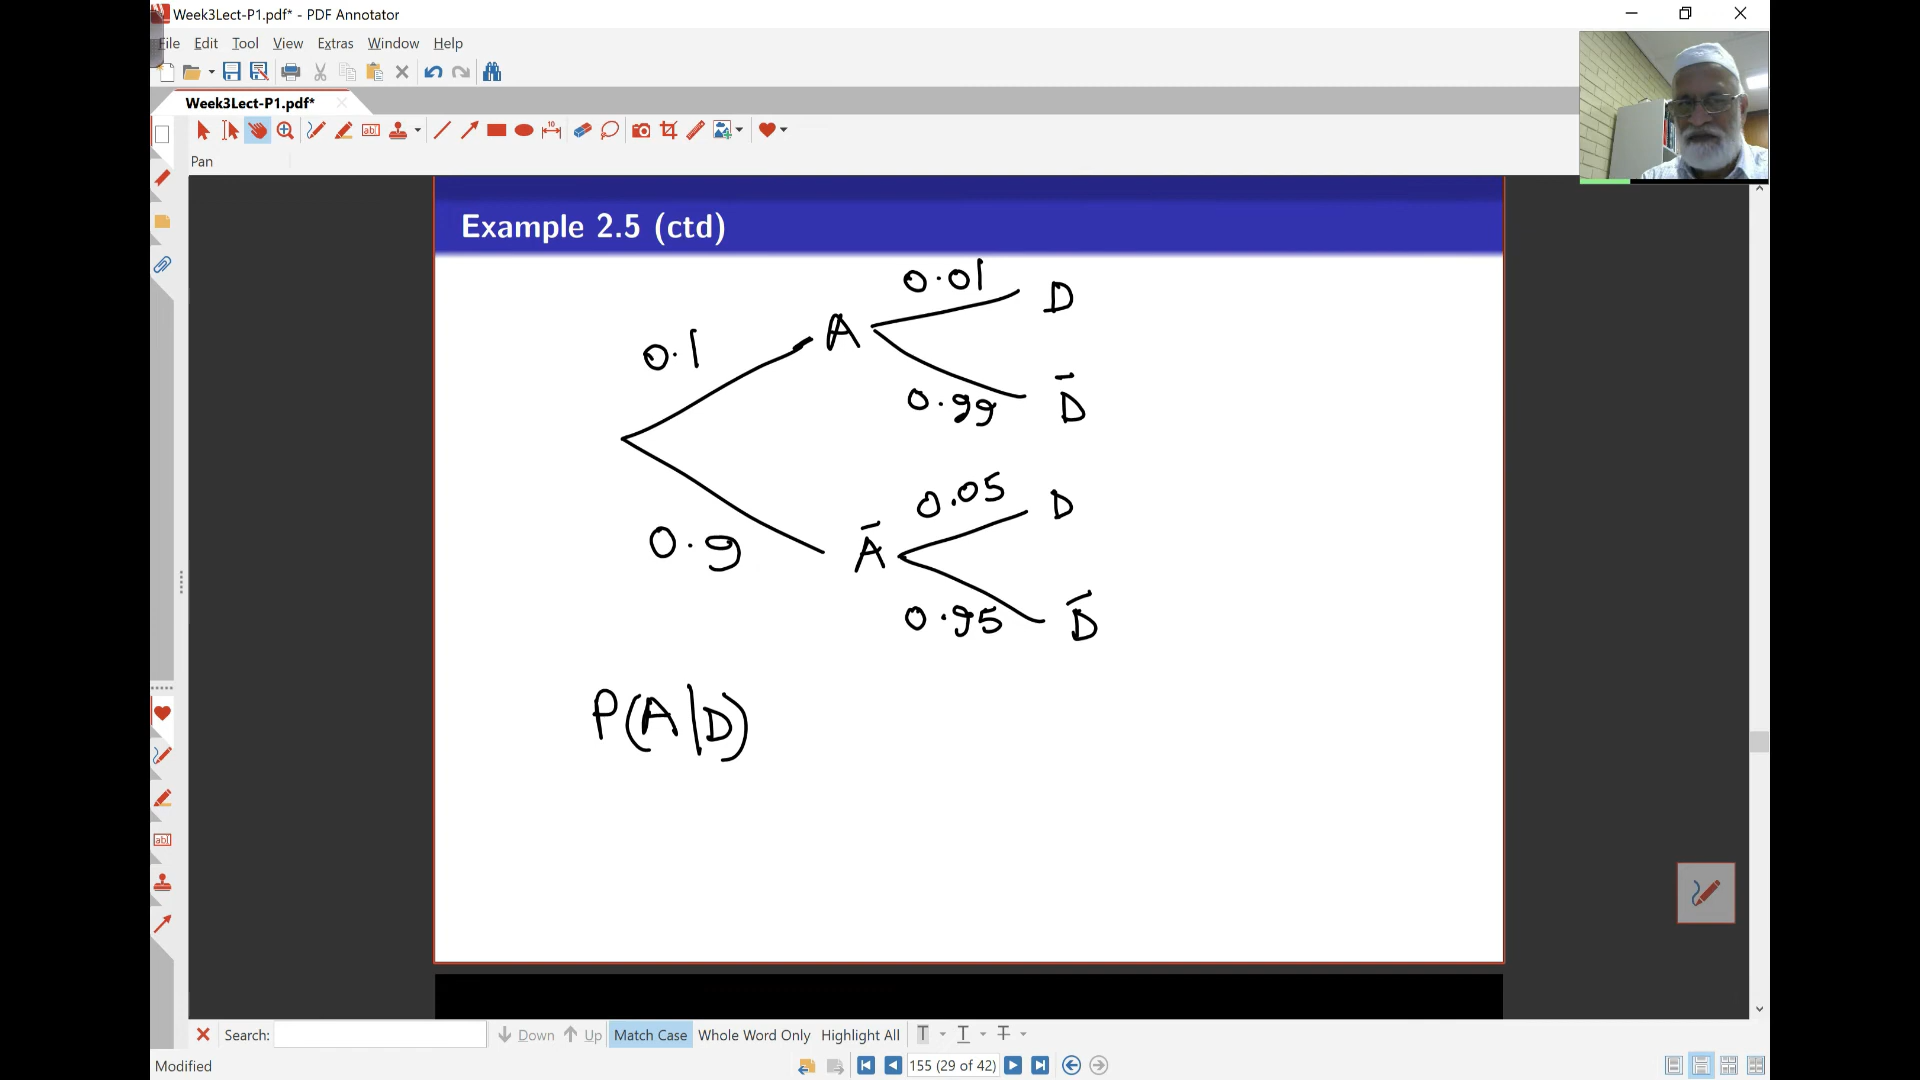 Week3Lect-P1.pdf* - PDF Annotator
File Edit Tool View Extras Window Help
Week3Lect-P1.pdf*
Pan
Example 2.5 (ctd)
0.01 D
0.1 A
0.99 D̄
0.05 D
0.9 Ā
0.95 D̄
P(A|D)
Search: Down Up Match Case Whole Word Only Highlight All
Modified 155 (29 of 42)